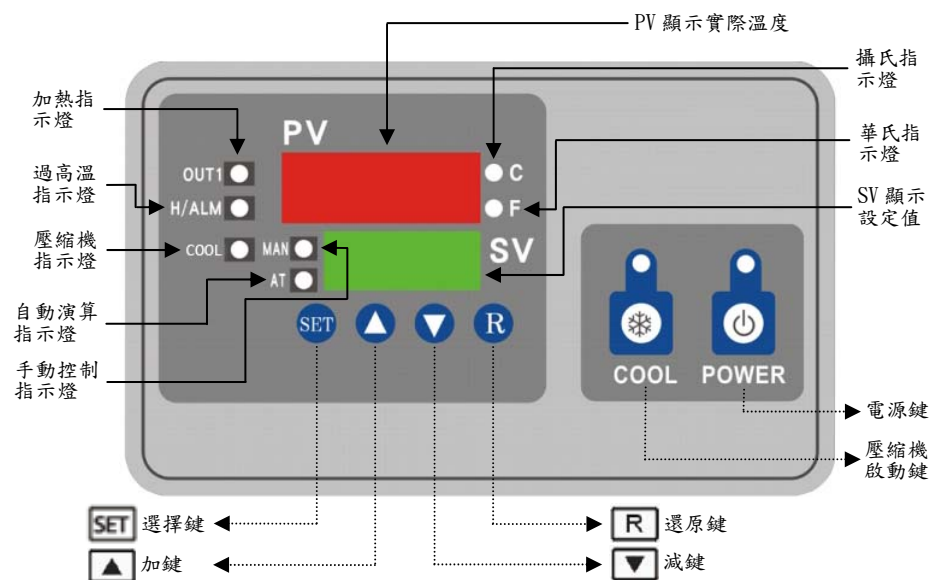 PV 顯示實際溫度
攝氏指
示燈
加熱指
示燈
PV
華氏指
示燈
OUT1
C
過高溫
指示燈
H/ALM
F
SV 顯示
設定值
壓縮機
指示燈
COOL
MAN
SV
AT
自動演算
指示燈
SET
R
手動控制
指示燈
COOL
POWER
電源鍵
壓縮機
啟動鍵
SET 選擇鍵
R 還原鍵
▲ 加鍵
▼ 減鍵